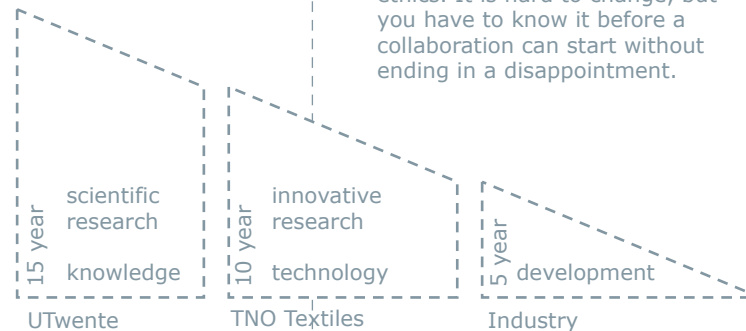 ethics. It is hard to change, but
you have to know it before a
collaboration can start without
ending in a disappointment.
15 year
scientific
research
knowledge
UTwente
10 year
innovative
research
technology
TNO Textiles
5 year
development
Industry